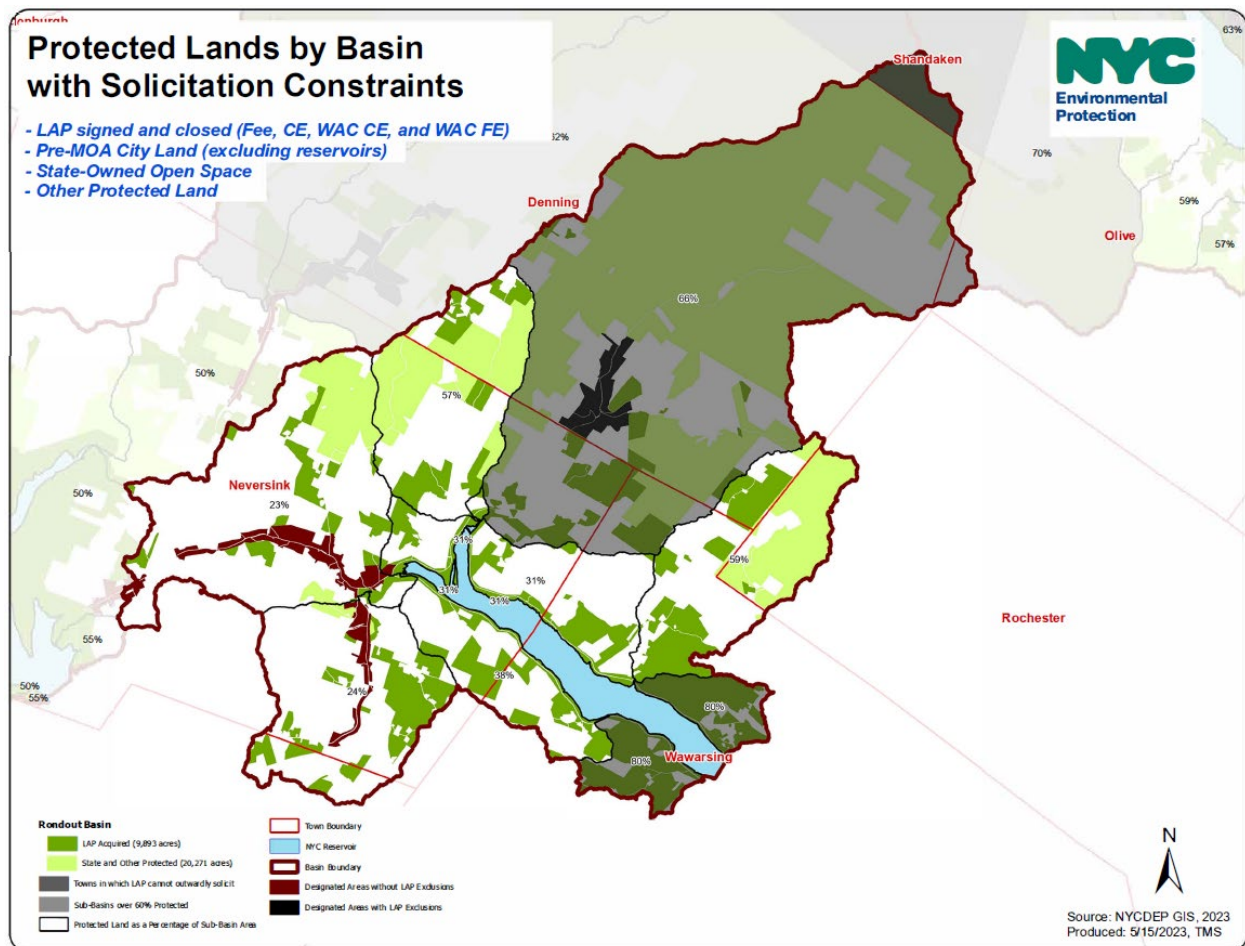 lenburgh
Protected Lands by Basin
with Solicitation Constraints
- LAP signed and closed (Fee, CE, WAC CE, and WAC FE)
- Pre-MOA City Land (excluding reservoirs)
- State-Owned Open Space
- Other Protected Land
NYC
Environmental
Protection
63%
Shandaken
62%
70%
59%
Denning
Olive
57%
66%
50%
57%
50%
Neversink
23%
31%
59%
31%
31%
31%
Rochester
55%
38%
50%
55%
24%
80%
Wawarsing
80%
Rondout Basin
LAP Acquired (9,893 acres)
State and Other Protected (20,271 acres)
Towns in which LAP cannot outwardly solicit
Sub-Basins over 60% Protected
Protected Land as a Percentage of Sub-Basin Area
Town Boundary
NYC Reservoir
Basin Boundary
Designated Areas without LAP Exclusions
Designated Areas with LAP Exclusions
N
Source: NYCDEP GIS, 2023
Produced: 5/15/2023, TMS